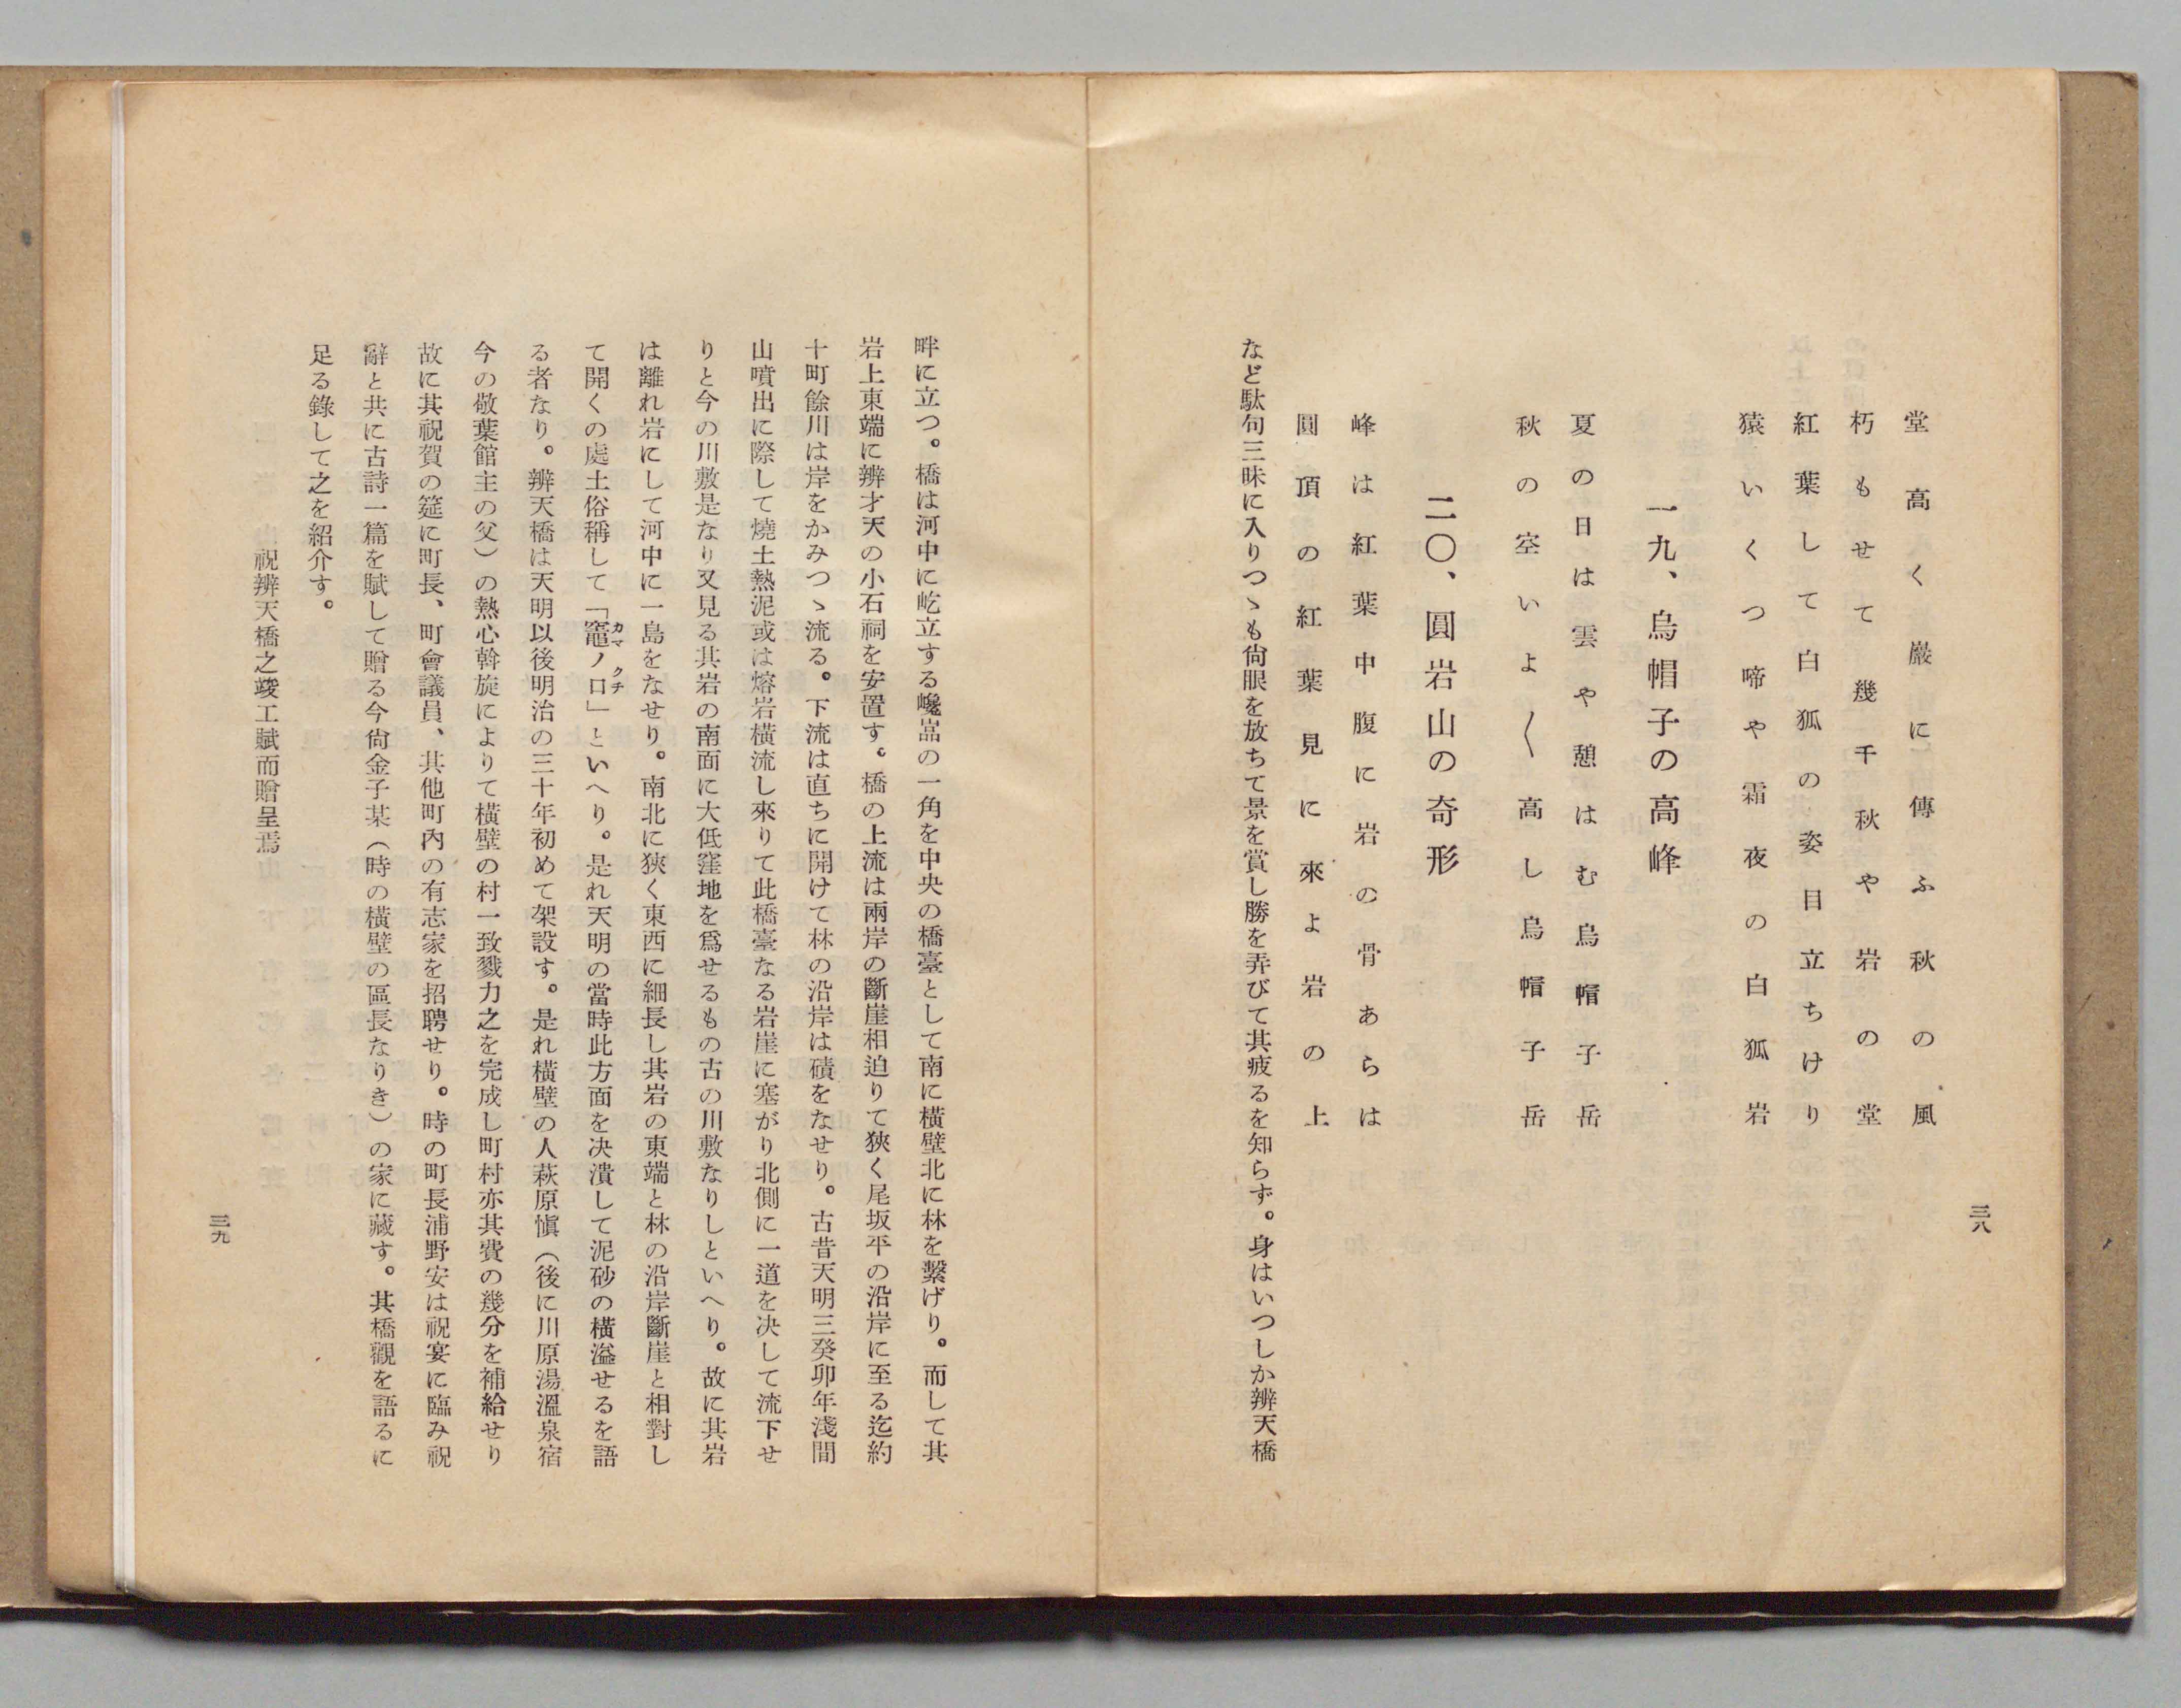 堂高く巖に傳ふ秋の風
朽もせて幾千秋や岩の堂
紅葉して白狐の姿目立ちけり
猿いくつ啼や霜夜の白狐岩
一九、烏帽子の高峰
夏の日は雲や憩はむ烏帽子岳
秋の空いよ〱高し烏帽子岳
二〇、圓岩山の奇形
峰は紅葉中腹に岩の骨あらは
圓頂の紅葉見に來よ岩の上
など駄句三昧に入りつゝも尙眼を放ちて景を賞し勝を弄びて其疲るを知らず。身はいつしか辨天橋
三八
畔に立つ。橋は河中に屹立する巉嵓の一角を中央の橋臺として南に橫壁北に林を繫げり。而して其
岩上東端に辨才天の小石祠を安置す。橋の上流は兩岸の斷崖相迫りて狹く尾坂平の沿岸に至る迄約
十町餘川は岸をかみつゝ流る。下流は直ちに開けて林の沿岸は磧をなせり。古昔天明三癸卯年淺間
山噴出に際して燒土熱泥或は熔岩橫流し來りて此橋臺なる岩崖に塞がり北側に一道を決して流下せ
りと今の川敷是なり又見る其岩の南面に大低窪地を爲せるもの古の川敷なりしといへり。故に其岩
は離れ岩にして河中に一島をなせり。南北に狹く東西に細長し其岩の東端と林の沿岸斷崖と相對し
て開くの處土俗稱して「竈ノ口」といへり。是れ天明の當時此方面を決潰して泥砂の橫溢せるを語
カマ クチ
る者なり。辨天橋は天明以後明治の三十年初めて架設す。是れ橫壁の人萩原愼（後に川原湯溫泉宿
今の敬葉館主の父）の熱心斡旋によりて橫壁の村一致戮力之を完成し町村亦其費の幾分を補給せり
故に其祝賀の筵に町長、町會議員、其他町內の有志家を招聘せり。時の町長浦野安は祝宴に臨み祝
辭と共に古詩一篇を賦して贈る今尙金子某（時の橫壁の區長なりき）の家に藏す。其橋觀を語るに
足る錄して之を紹介す。
祝辨天橋之竣工賦而贈呈焉
三九